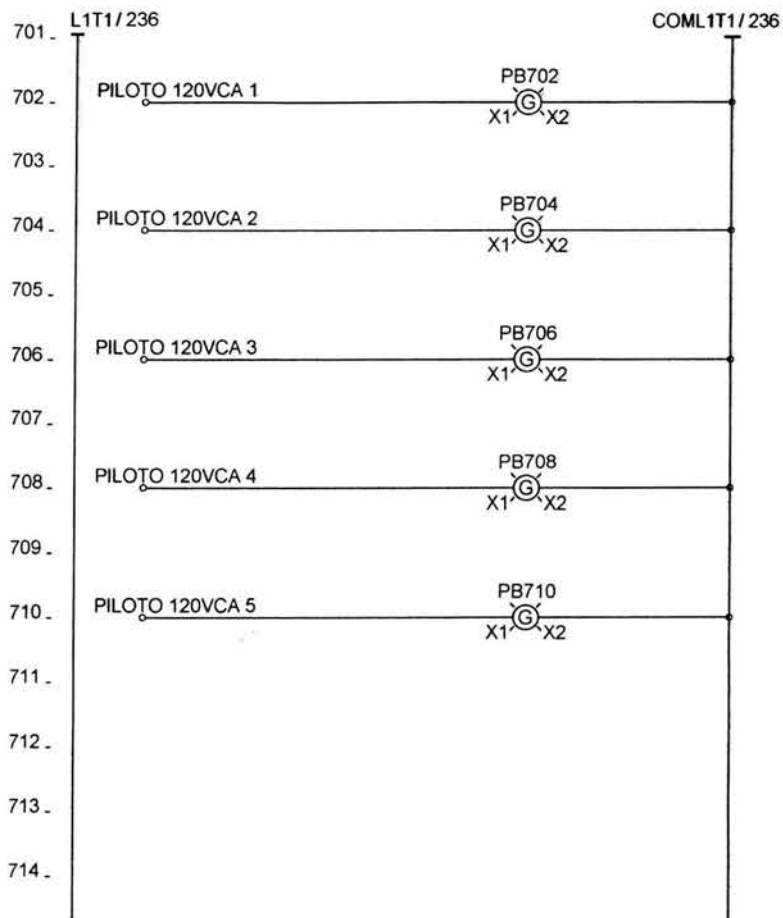 L1T1/236 COML1T1/236
701
PB702
702 PILOTO 120VCA 1
G
X1 X2
703
PB704
704 PILOTO 120VCA 2
G
X1 X2
705
PB706
706 PILOTO 120VCA 3
G
X1 X2
707
PB708
708 PILOTO 120VCA 4
G
X1 X2
709
PB710
710 PILOTO 120VCA 5
G
X1 X2
711
712
713
714